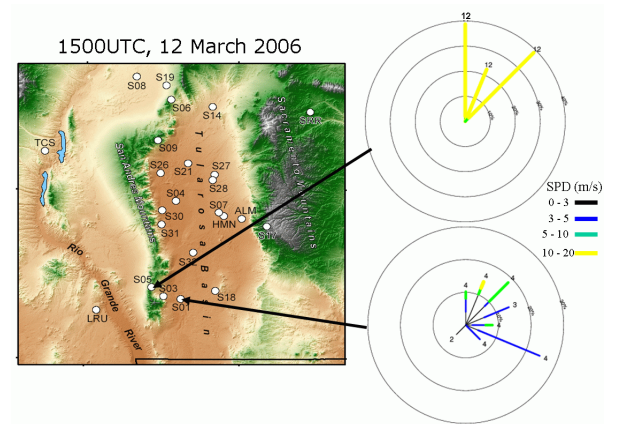 1500UTC, 12 March 2006
S08
S19
S06
S14
TCS
S09
S26
S21
S27
S28
S04
S07
S30
HMN
ALM
S31
S17
S32
S05
S03
S01
S18
LRU
San Andres Mountains
Tularosa Basin
Sacramento Mountains
Rio
Grande
River
12
12
12
SPD (m/s)
0 - 3
3 - 5
5 - 10
10 - 20
4
4
4
3
4
4
4
2